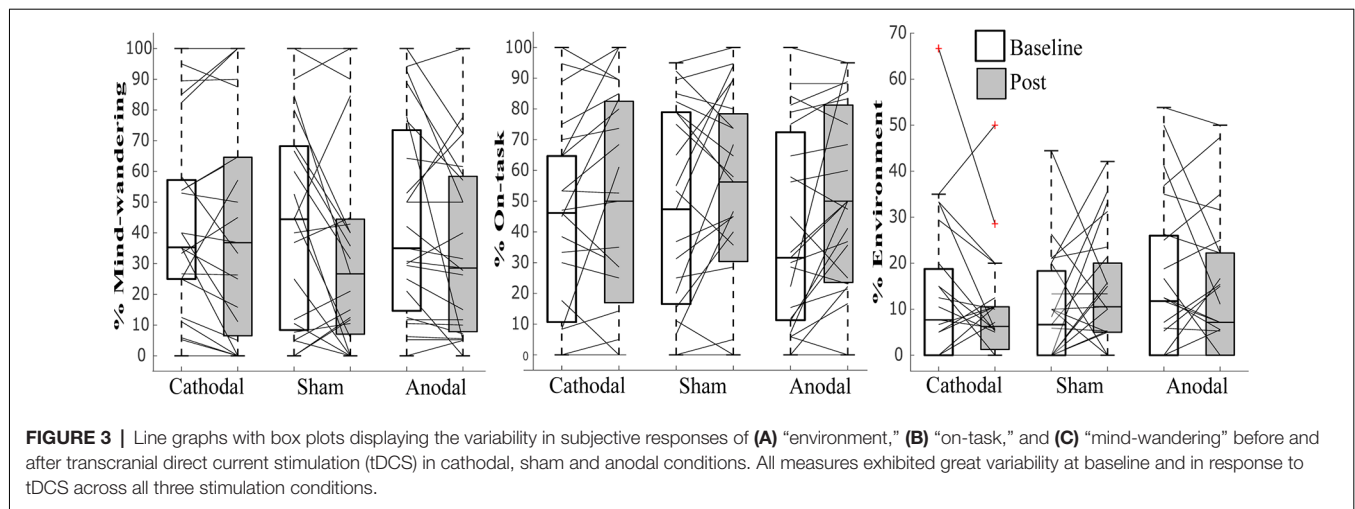 % Mind-wandering
100
90
80
70
60
50
40
30
20
10
0
Cathodal Sham Anodal
% On-task
100
90
80
70
60
50
40
30
20
10
0
Cathodal Sham Anodal
% Environment
70
60
50
40
30
20
10
0
Cathodal Sham Anodal
Baseline
Post
FIGURE 3 | Line graphs with box plots displaying the variability in subjective responses of (A) “environment,” (B) “on-task,” and (C) “mind-wandering” before and
after transcranial direct current stimulation (tDCS) in cathodal, sham and anodal conditions. All measures exhibited great variability at baseline and in response to
tDCS across all three stimulation conditions.